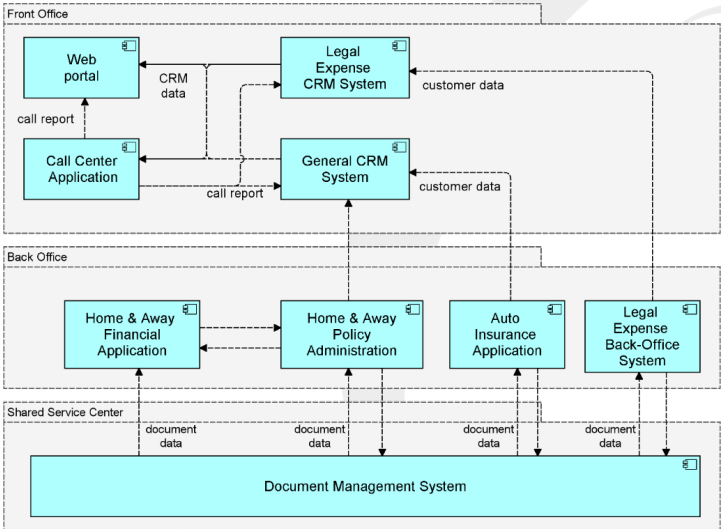 Front Office
Web
portal
Legal
Expense
CRM System
CRM
data
customer data
call report
Call Center
Application
General CRM
System
call report
customer data
Back Office
Home & Away
Financial
Application
Home & Away
Policy
Administration
Auto
Insurance
Application
Legal
Expense
Back-Office
System
Shared Service Center
document
data
document
data
document
data
document
data
Document Management System